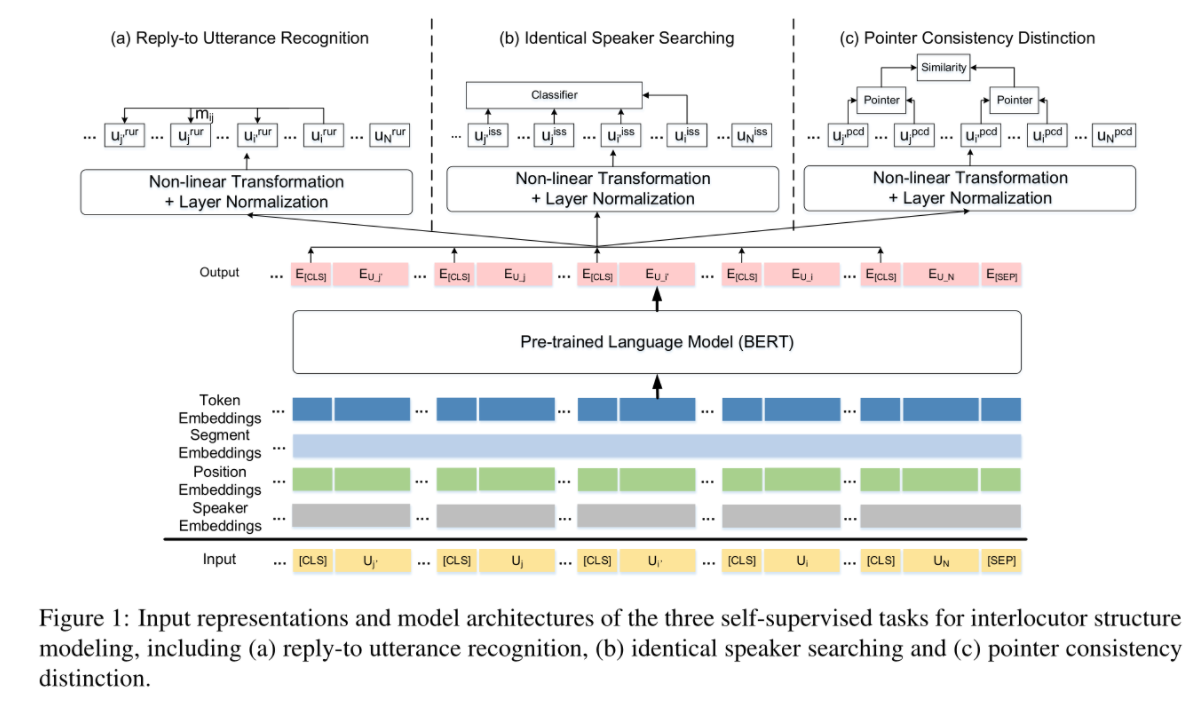 (a) Reply-to Utterance Recognition
(b) Identical Speaker Searching
(c) Pointer Consistency Distinction
Similarity
Classifier
Pointer
Pointer
m_ij
... u_j'^rur ... u_j^rur ... u_i'^rur ... u_i^rur ... u_N^rur
... u_j'^iss ... u_j^iss ... u_i'^iss ... u_i^iss ... u_N^iss
... u_j'^pcd ... u_j^pcd ... u_i'^pcd ... u_i^pcd ... u_N^pcd
Non-linear Transformation
+ Layer Normalization
Non-linear Transformation
+ Layer Normalization
Non-linear Transformation
+ Layer Normalization
Output ... E[CLS] E_U_j' ... E[CLS] E_U_j ... E[CLS] E_U_i' ... E[CLS] E_U_i ... E[CLS] E_U_N E[SEP]
Pre-trained Language Model (BERT)
Token
Embeddings ... ... ... ... ...
Segment
Embeddings ...
Position
Embeddings ... ... ... ... ...
Speaker
Embeddings ... ... ... ... ...
Input ... [CLS] U_j' ... [CLS] U_j ... [CLS] U_i' ... [CLS] U_i ... [CLS] U_N [SEP]
Figure 1: Input representations and model architectures of the three self-supervised tasks for interlocutor structure
modeling, including (a) reply-to utterance recognition, (b) identical speaker searching and (c) pointer consistency
distinction.